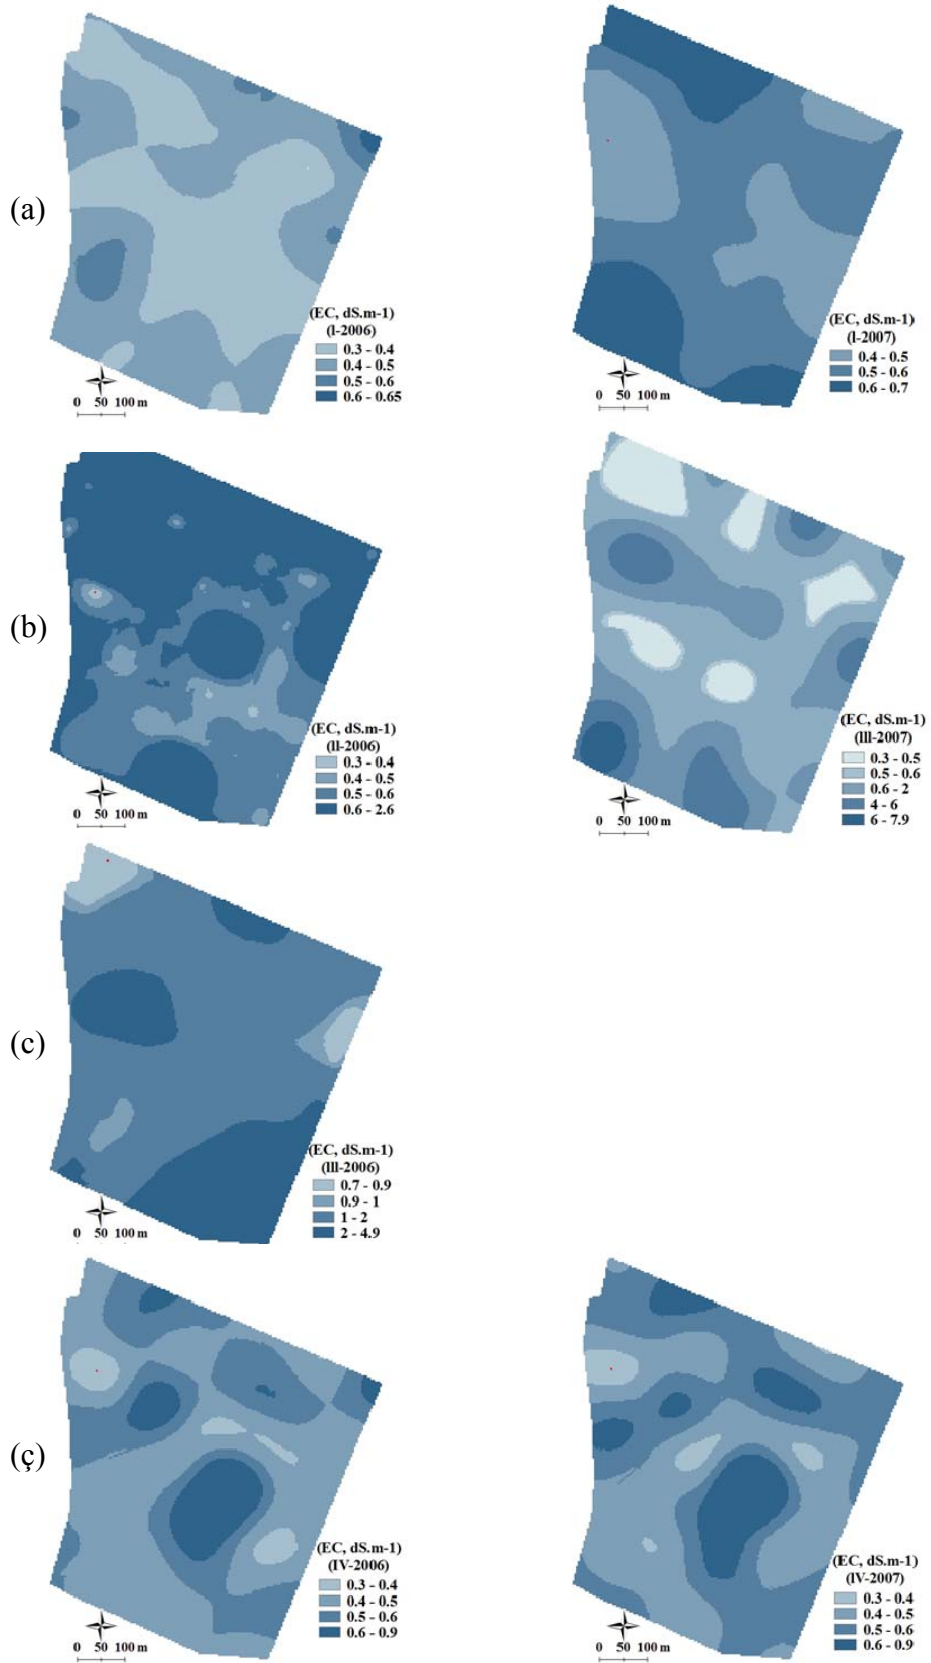 (a)
(EC, dS.m-1)
(I-2006)
0.3 - 0.4
0.4 - 0.5
0.5 - 0.6
0.6 - 0.65
0 50 100 m
(EC, dS.m-1)
(I-2007)
0.4 - 0.5
0.5 - 0.6
0.6 - 0.7
0 50 100 m
(b)
(EC, dS.m-1)
(II-2006)
0.3 - 0.4
0.4 - 0.5
0.5 - 0.6
0.6 - 2.6
0 50 100 m
(EC, dS.m-1)
(III-2007)
0.3 - 0.5
0.5 - 0.6
0.6 - 2
4 - 6
6 - 7.9
0 50 100 m
(c)
(EC, dS.m-1)
(III-2006)
0.7 - 0.9
0.9 - 1
1 - 2
2 - 4.9
0 50 100 m
(ç)
(EC, dS.m-1)
(IV-2006)
0.3 - 0.4
0.4 - 0.5
0.5 - 0.6
0.6 - 0.9
0 50 100 m
(EC, dS.m-1)
(IV-2007)
0.3 - 0.4
0.4 - 0.5
0.5 - 0.6
0.6 - 0.9
0 50 100 m